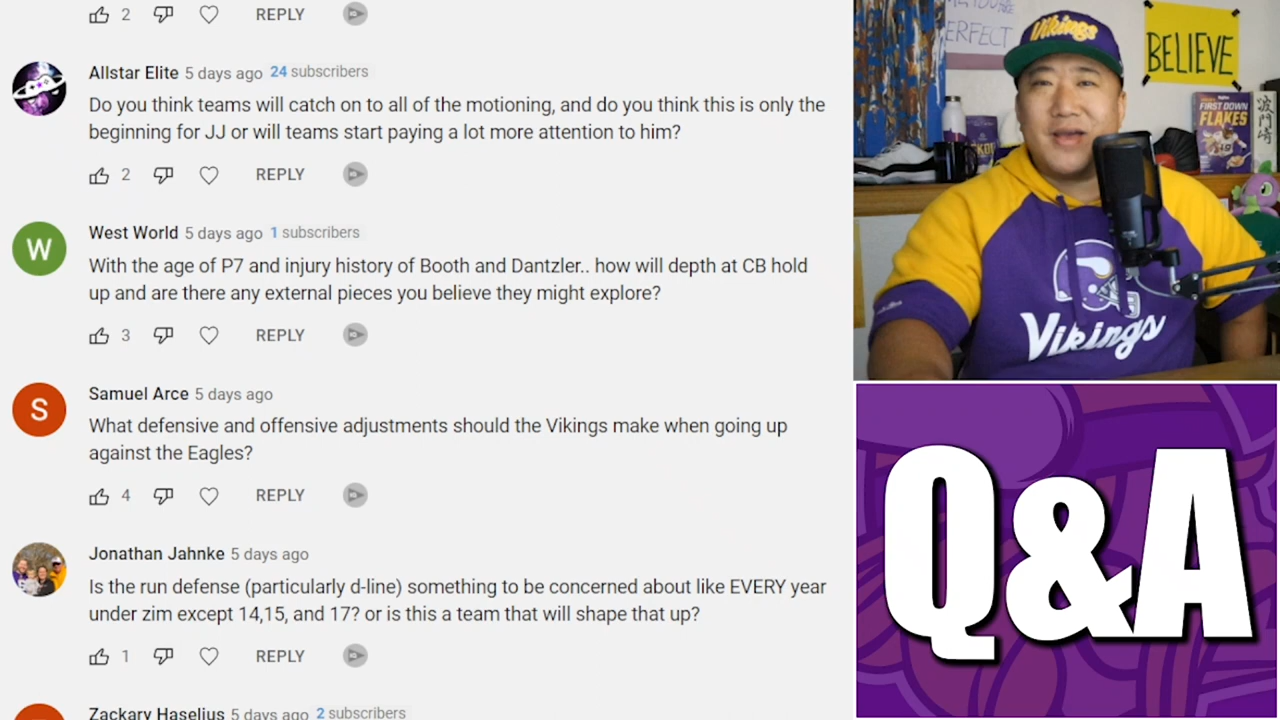 2
REPLY
Allstar Elite 5 days ago 24 subscribers
Do you think teams will catch on to all of the motioning, and do you think this is only the
beginning for JJ or will teams start paying a lot more attention to him?
2
REPLY
W
West World 5 days ago 1 subscribers
With the age of P7 and injury history of Booth and Dantzler.. how will depth at CB hold
up and are there any external pieces you believe they might explore?
3
REPLY
S
Samuel Arce 5 days ago
What defensive and offensive adjustments should the Vikings make when going up
against the Eagles?
4
REPLY
Jonathan Jahnke 5 days ago
Is the run defense (particularly d-line) something to be concerned about like EVERY year
under zim except 14,15, and 17? or is this a team that will shape that up?
1
REPLY
Zackary Haselius 5 days ago 2 subscribers
Vikings
BELIEVE
FIRST DOWN
FLAKES
波門崎
Vikings
Q&A